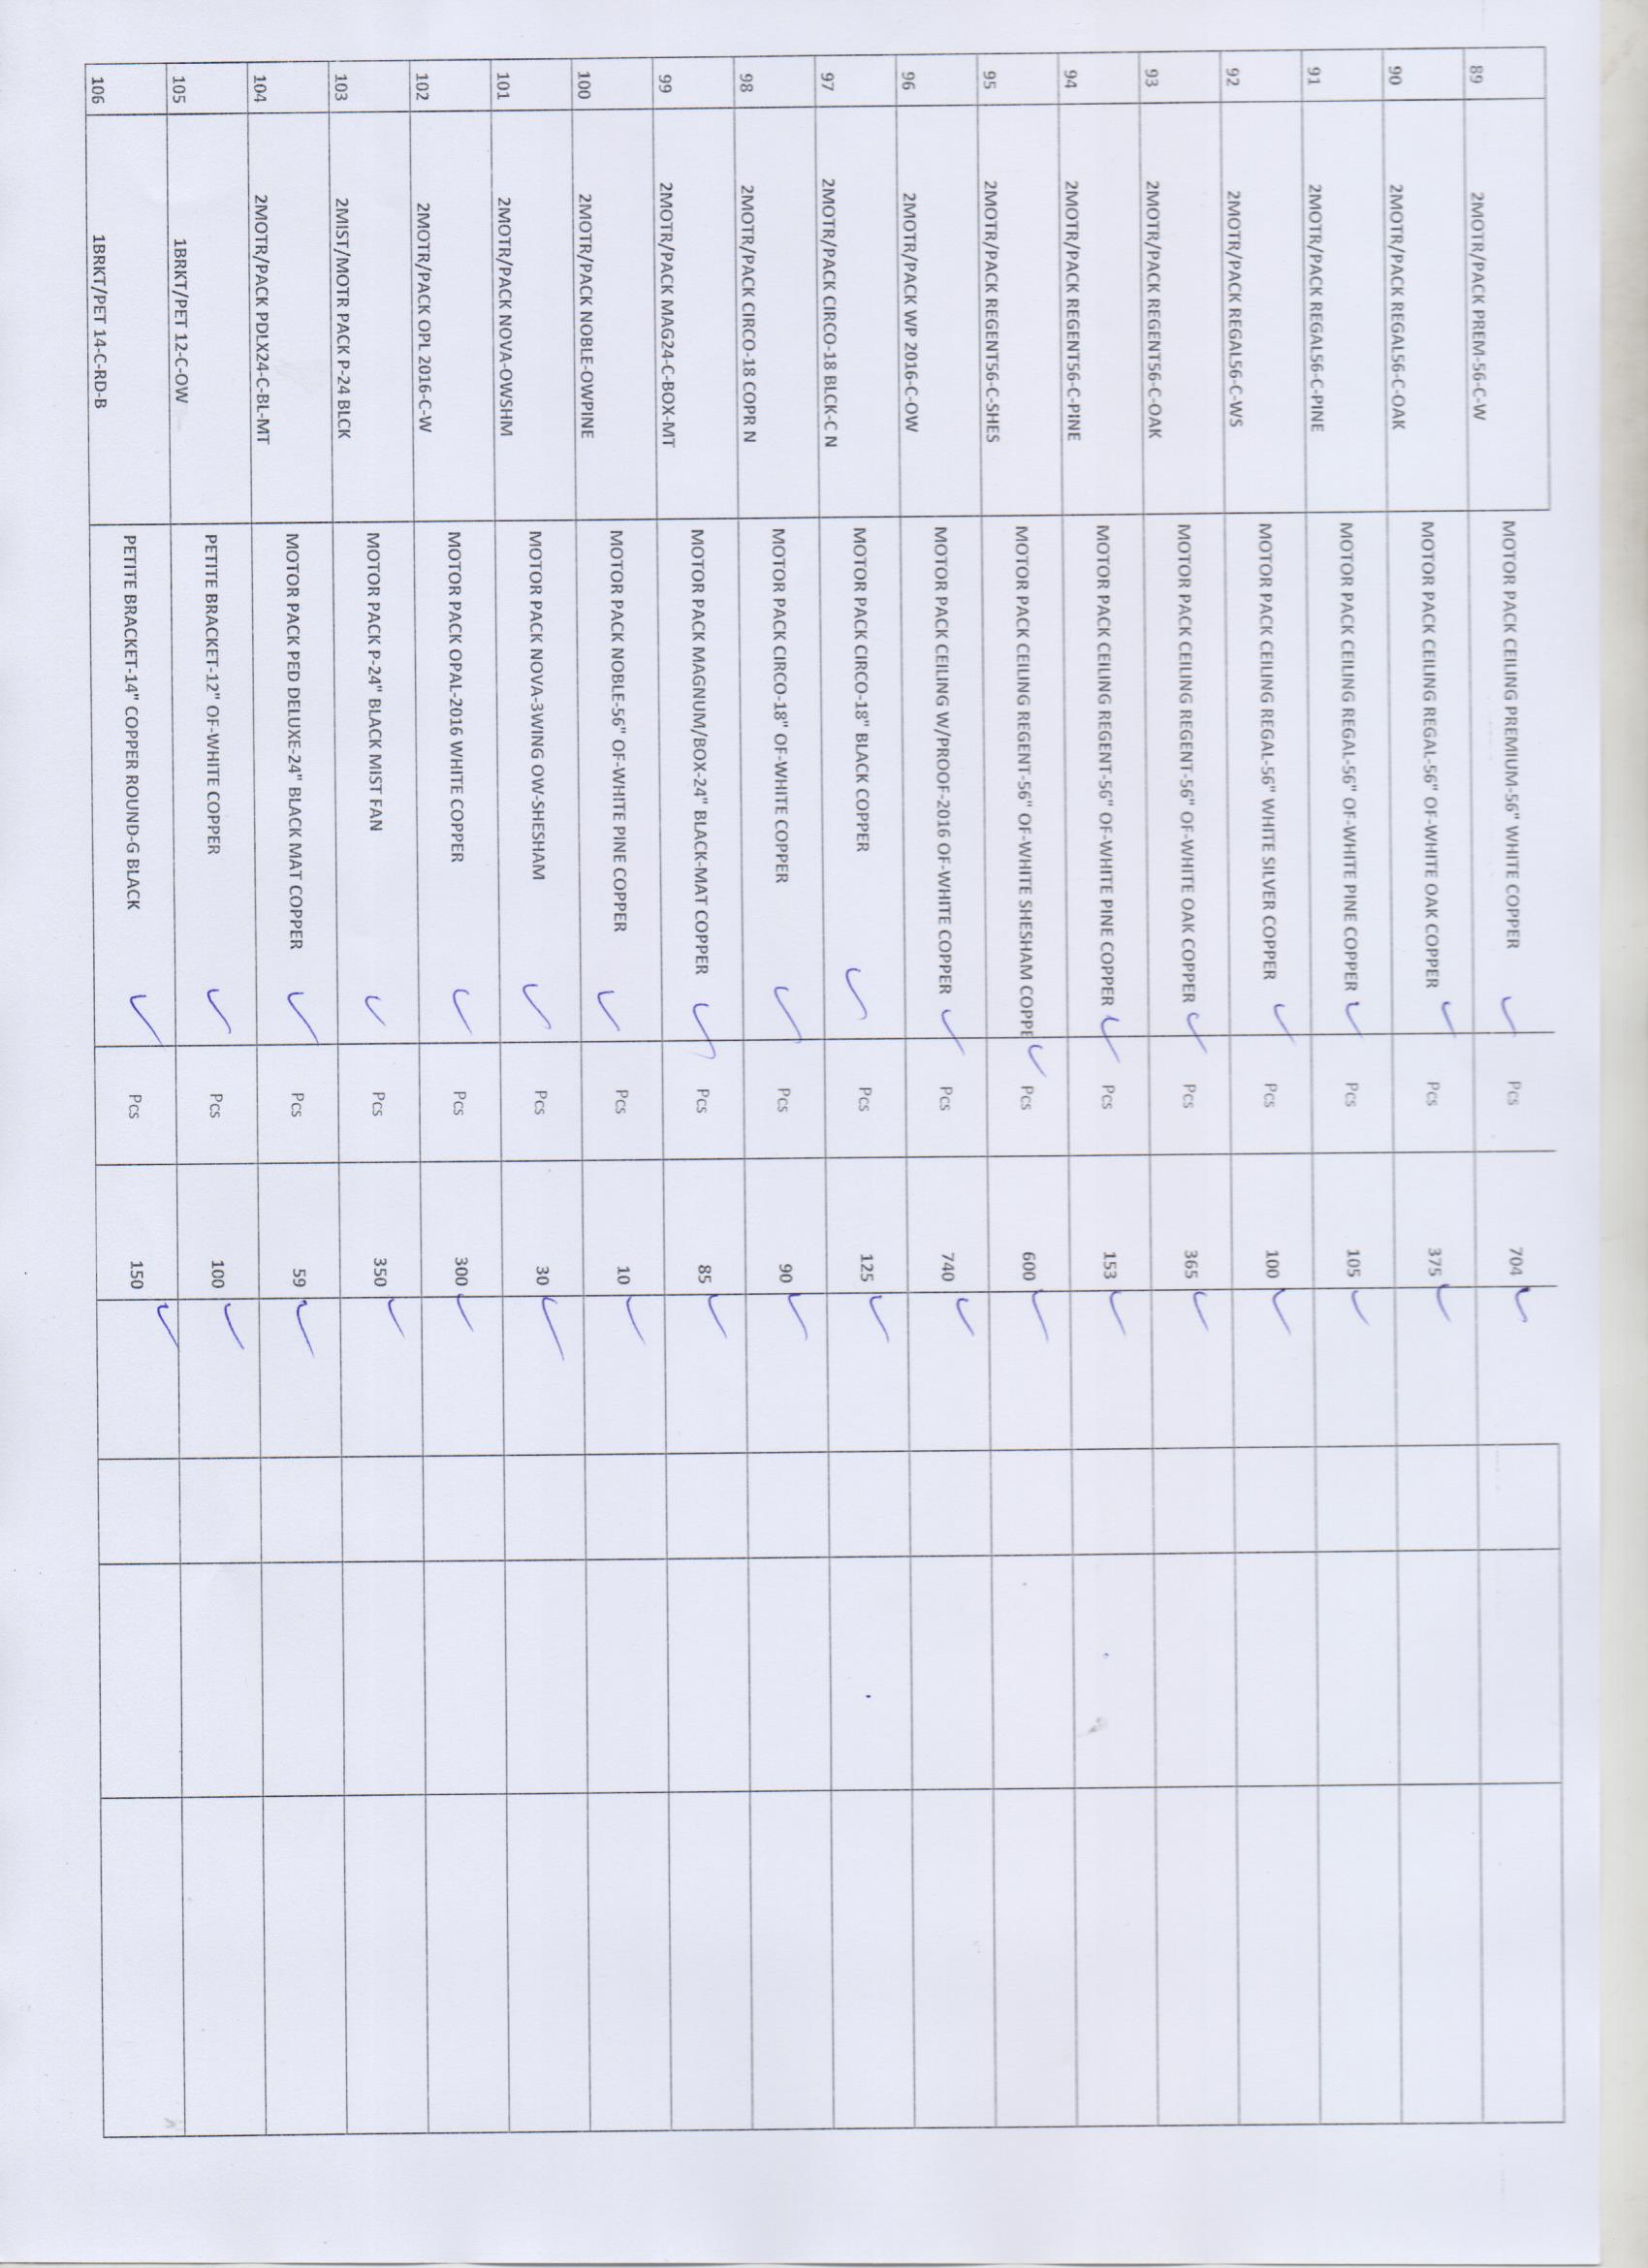 89 2MOTR/PACK PREM-56-C-W MOTOR PACK CEILING PREMIUM-56" WHITE COPPER Pcs 704
90 2MOTR/PACK REGAL56-C-OAK MOTOR PACK CEILING REGAL-56" OF-WHITE OAK COPPER Pcs 375
91 2MOTR/PACK REGAL56-C-PINE MOTOR PACK CEILING REGAL-56" OF-WHITE PINE COPPER Pcs 105
92 2MOTR/PACK REGAL56-C-WS MOTOR PACK CEILING REGAL-56" WHITE SILVER COPPER Pcs 100
93 2MOTR/PACK REGENT56-C-OAK MOTOR PACK CEILING REGENT-56" OF-WHITE OAK COPPER Pcs 365
94 2MOTR/PACK REGENT56-C-PINE MOTOR PACK CEILING REGENT-56" OF-WHITE PINE COPPER Pcs 153
95 2MOTR/PACK REGENT56-C-SHES MOTOR PACK CEILING REGENT-56" OF-WHITE SHESHAM COPPE Pcs 600
96 2MOTR/PACK WP 2016-C-OW MOTOR PACK CEILING W/PROOF-2016 OF-WHITE COPPER Pcs 740
97 2MOTR/PACK CIRCO-18 BLCK-C N MOTOR PACK CIRCO-18" BLACK COPPER Pcs 125
98 2MOTR/PACK CIRCO-18 COPR N MOTOR PACK CIRCO-18" OF-WHITE COPPER Pcs 90
99 2MOTR/PACK MAG24-C-BOX-MT MOTOR PACK MAGNUM/BOX-24" BLACK-MAT COPPER Pcs 85
100 2MOTR/PACK NOBLE-OWPINE MOTOR PACK NOBLE-56" OF-WHITE PINE COPPER Pcs 10
101 2MOTR/PACK NOVA-OWSHM MOTOR PACK NOVA-3WING OW-SHESHAM Pcs 30
102 2MOTR/PACK OPL 2016-C-W MOTOR PACK OPAL-2016 WHITE COPPER Pcs 300
103 2MIST/MOTR PACK P-24 BLCK MOTOR PACK P-24" BLACK MIST FAN Pcs 350
104 2MOTR/PACK PDLX24-C-BL-MT MOTOR PACK PED DELUXE-24" BLACK MAT COPPER Pcs 59
105 1BRKT/PET 12-C-OW PETITE BRACKET-12" OF-WHITE COPPER Pcs 100
106 1BRKT/PET 14-C-RD-B PETITE BRACKET-14" COPPER ROUND-G BLACK Pcs 150